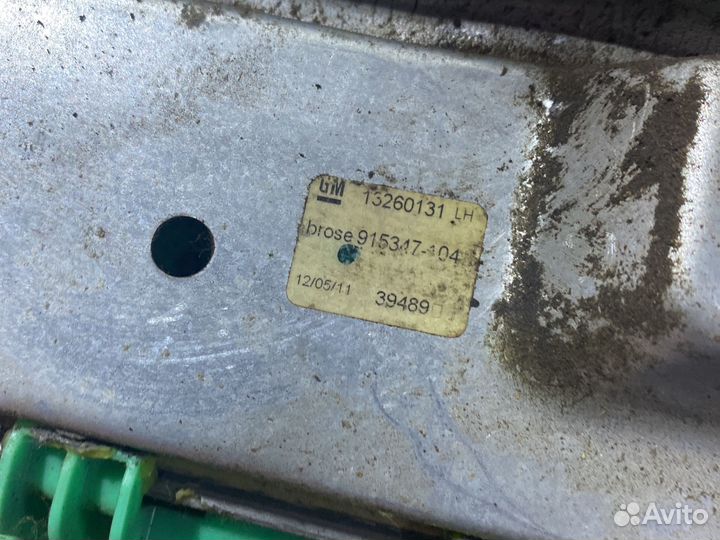 GM 13260131 LH
brose 915347-104
12/05/11 39489
Avito